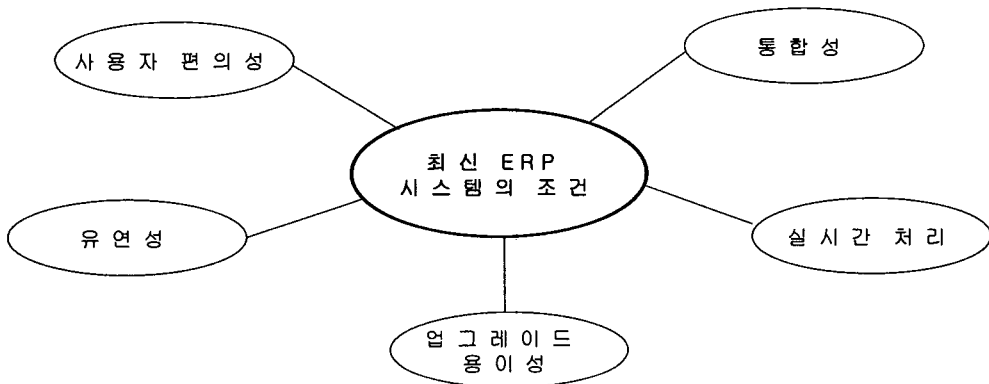 사용자 편의성
통합성
최신 ERP
시스템의 조건
유연성
실시간 처리
업그레이드
용이성